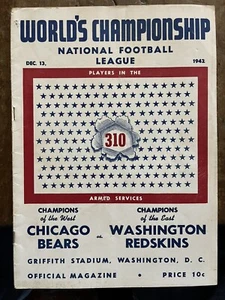 WORLD'S CHAMPIONSHIP
NATIONAL FOOTBALL
LEAGUE
DEC. 13, 1942
PLAYERS IN THE
310
ARMED SERVICES
CHAMPIONS
of the West
CHICAGO
BEARS
vs.
CHAMPIONS
of the East
WASHINGTON
REDSKINS
GRIFFITH STADIUM, WASHINGTON, D. C.
OFFICIAL MAGAZINE • PRICE 10c